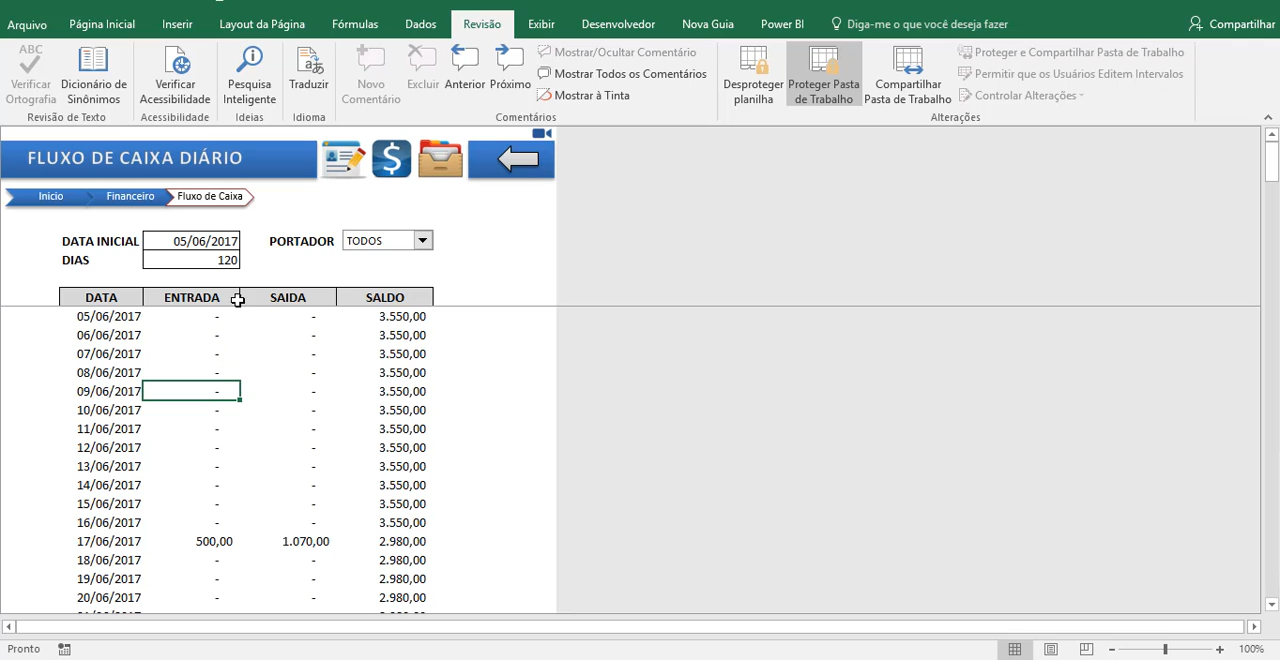 Arquivo Página Inicial Inserir Layout da Página Fórmulas Dados Revisão Exibir Desenvolvedor Nova Guia Power BI Diga-me o que você deseja fazer Compartilhar
ABC
Verificar Ortografia
Dicionário de Sinônimos
Verificar Acessibilidade
Pesquisa Inteligente
Traduzir
Novo Comentário
Excluir
Anterior
Próximo
Mostrar/Ocultar Comentário
Mostrar Todos os Comentários
Mostrar à Tinta
Desproteger planilha
Proteger Pasta de Trabalho
Compartilhar Pasta de Trabalho
Proteger e Compartilhar Pasta de Trabalho
Permitir que os Usuários Editem Intervalos
Controlar Alterações
Revisão de Texto Acessibilidade Ideias Idioma Comentários Alterações
FLUXO DE CAIXA DIÁRIO $
Inicio Financeiro Fluxo de Caixa
DATA INICIAL 05/06/2017 PORTADOR TODOS
DIAS 120
DATA ENTRADA SAIDA SALDO
05/06/2017 - - 3.550,00
06/06/2017 - - 3.550,00
07/06/2017 - - 3.550,00
08/06/2017 - - 3.550,00
09/06/2017 - - 3.550,00
10/06/2017 - - 3.550,00
11/06/2017 - - 3.550,00
12/06/2017 - - 3.550,00
13/06/2017 - - 3.550,00
14/06/2017 - - 3.550,00
15/06/2017 - - 3.550,00
16/06/2017 - - 3.550,00
17/06/2017 500,00 1.070,00 2.980,00
18/06/2017 - - 2.980,00
19/06/2017 - - 2.980,00
20/06/2017 - - 2.980,00
Pronto 100%